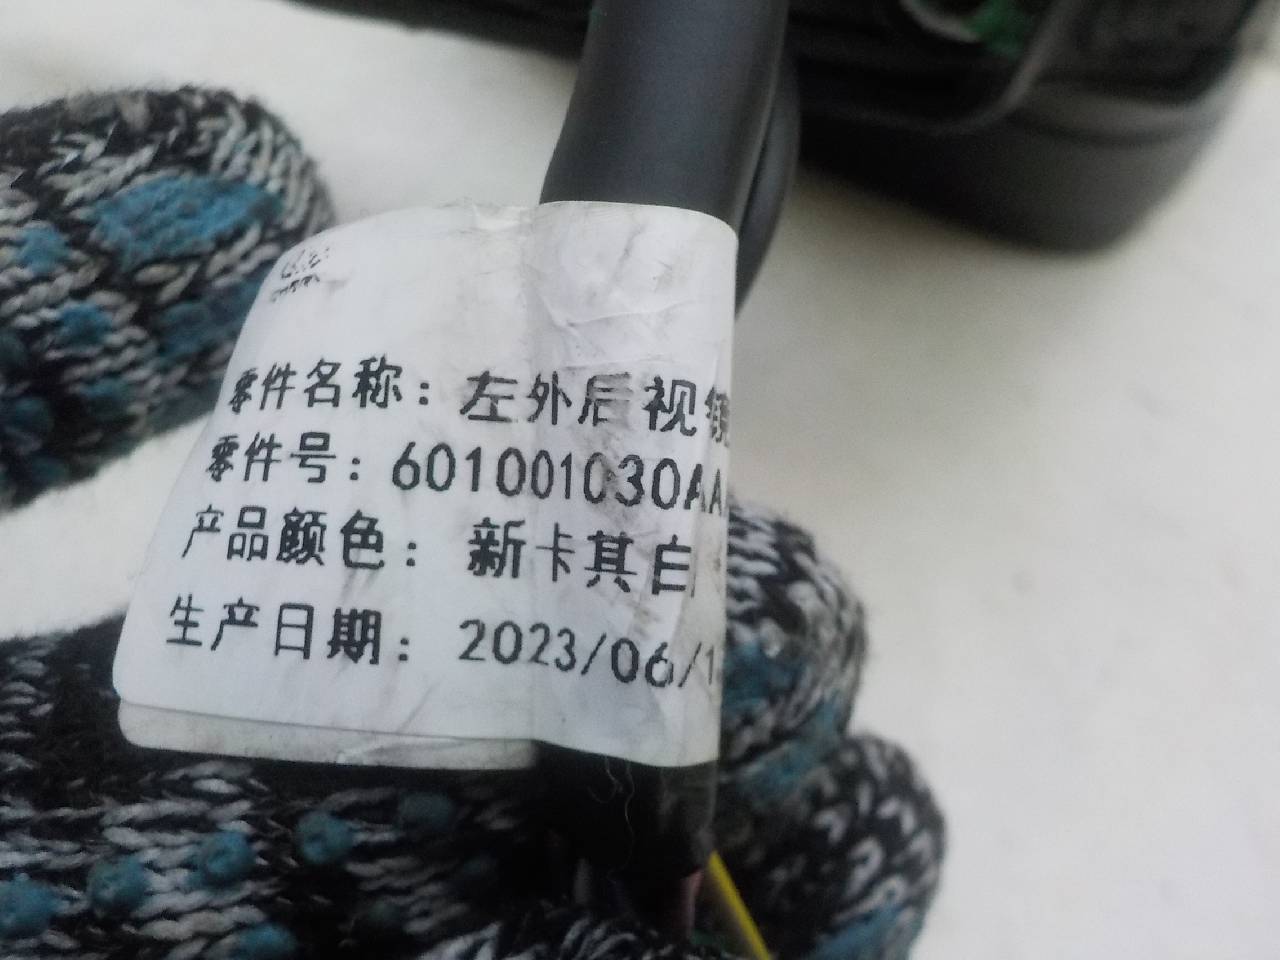 零件名称：左外后视镜
零件号：601001030AA
产品颜色：新卡其白
生产日期：2023/06/1